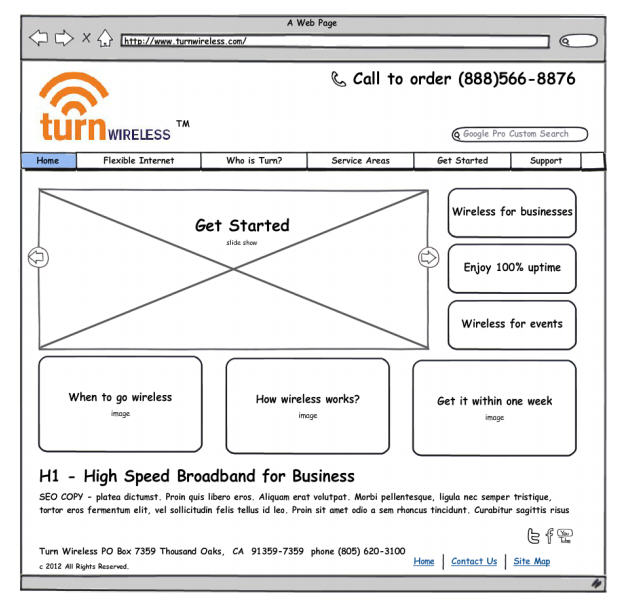 A Web Page
http://www.turnwireless.com/
Call to order (888)566-8876
turn WIRELESS TM
Google Pro Custom Search
Home Flexible Internet Who is Turn? Service Areas Get Started Support
Get Started
slide show
Wireless for businesses
Enjoy 100% uptime
Wireless for events
When to go wireless
image
How wireless works?
image
Get it within one week
image
H1 - High Speed Broadband for Business
SEO COPY - platea dictumst. Proin quis libero eros. Aliquam erat volutpat. Morbi pellentesque, ligula nec semper tristique,
tortor eros fermentum elit, vel sollicitudin felis tellus id leo. Proin sit amet odio a sem rhoncus tincidunt. Curabitur sagittis risus
You Tube
Turn Wireless PO Box 7359 Thousand Oaks, CA 91359-7359 phone (805) 620-3100
c 2012 All Rights Reserved.
Home Contact Us Site Map